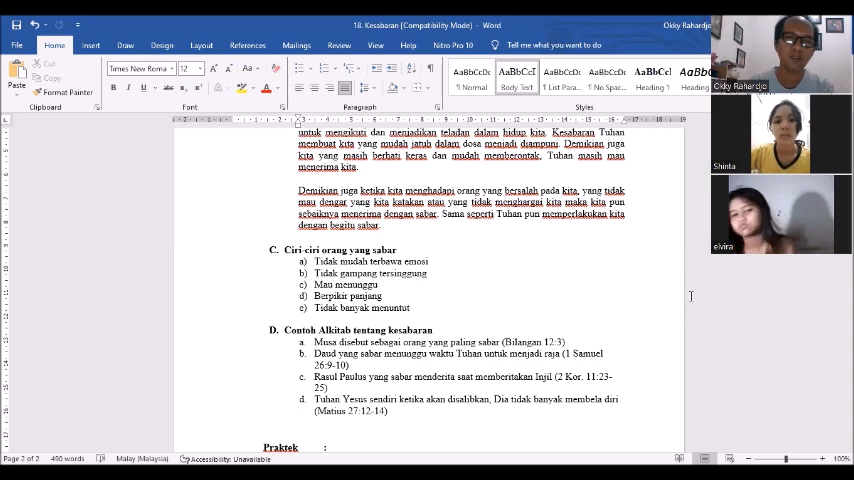 18. Kesabaran [Compatibility Mode] - Word
Okky Rahardjo
File Home Insert Draw Design Layout References Mailings Review View Help Nitro Pro 10 Tell me what you want to do
Paste
Cut
Copy
Format Painter
Clipboard
Times New Roma 12
Font
Paragraph
AaBbCcDc AaBbCcI AaBbCcDc AaBbCcDc AaBbCcI AaBbC
¶ Normal Body Text ¶ List Para... ¶ No Spac... Heading 1 Heading
Styles
untuk mengikuti dan menjadikan teladan dalam hidup kita. Kesabaran Tuhan
membuat kita yang mudah jatuh dalam dosa menjadi diampuni. Demikian juga
kita yang masih berhati keras dan mudah memberontak, Tuhan masih mau
menerima kita.
Demikian juga ketika kita menghadapi orang yang bersalah pada kita, yang tidak
mau dengar yang kita katakan atau yang tidak menghargai kita maka kita pun
sebaiknya menerima dengan sabar. Sama seperti Tuhan pun memperlakukan kita
dengan begitu sabar.
C. Ciri-ciri orang yang sabar
a) Tidak mudah terbawa emosi
b) Tidak gampang tersinggung
c) Mau menunggu
d) Berpikir panjang
e) Tidak banyak menuntut
D. Contoh Alkitab tentang kesabaran
a. Musa disebut sebagai orang yang paling sabar (Bilangan 12:3)
b. Daud yang sabar menunggu waktu Tuhan untuk menjadi raja (1 Samuel
26:9-10)
c. Rasul Paulus yang sabar menderita saat memberitakan Injil (2 Kor. 11:23-
25)
d. Tuhan Yesus sendiri ketika akan disalibkan, Dia tidak banyak membela diri
(Matius 27:12-14)
Praktek :
Page 2 of 2 490 words Malay (Malaysia) Accessibility: Unavailable 100%
Okky Rahardjo
Shinta
elvira